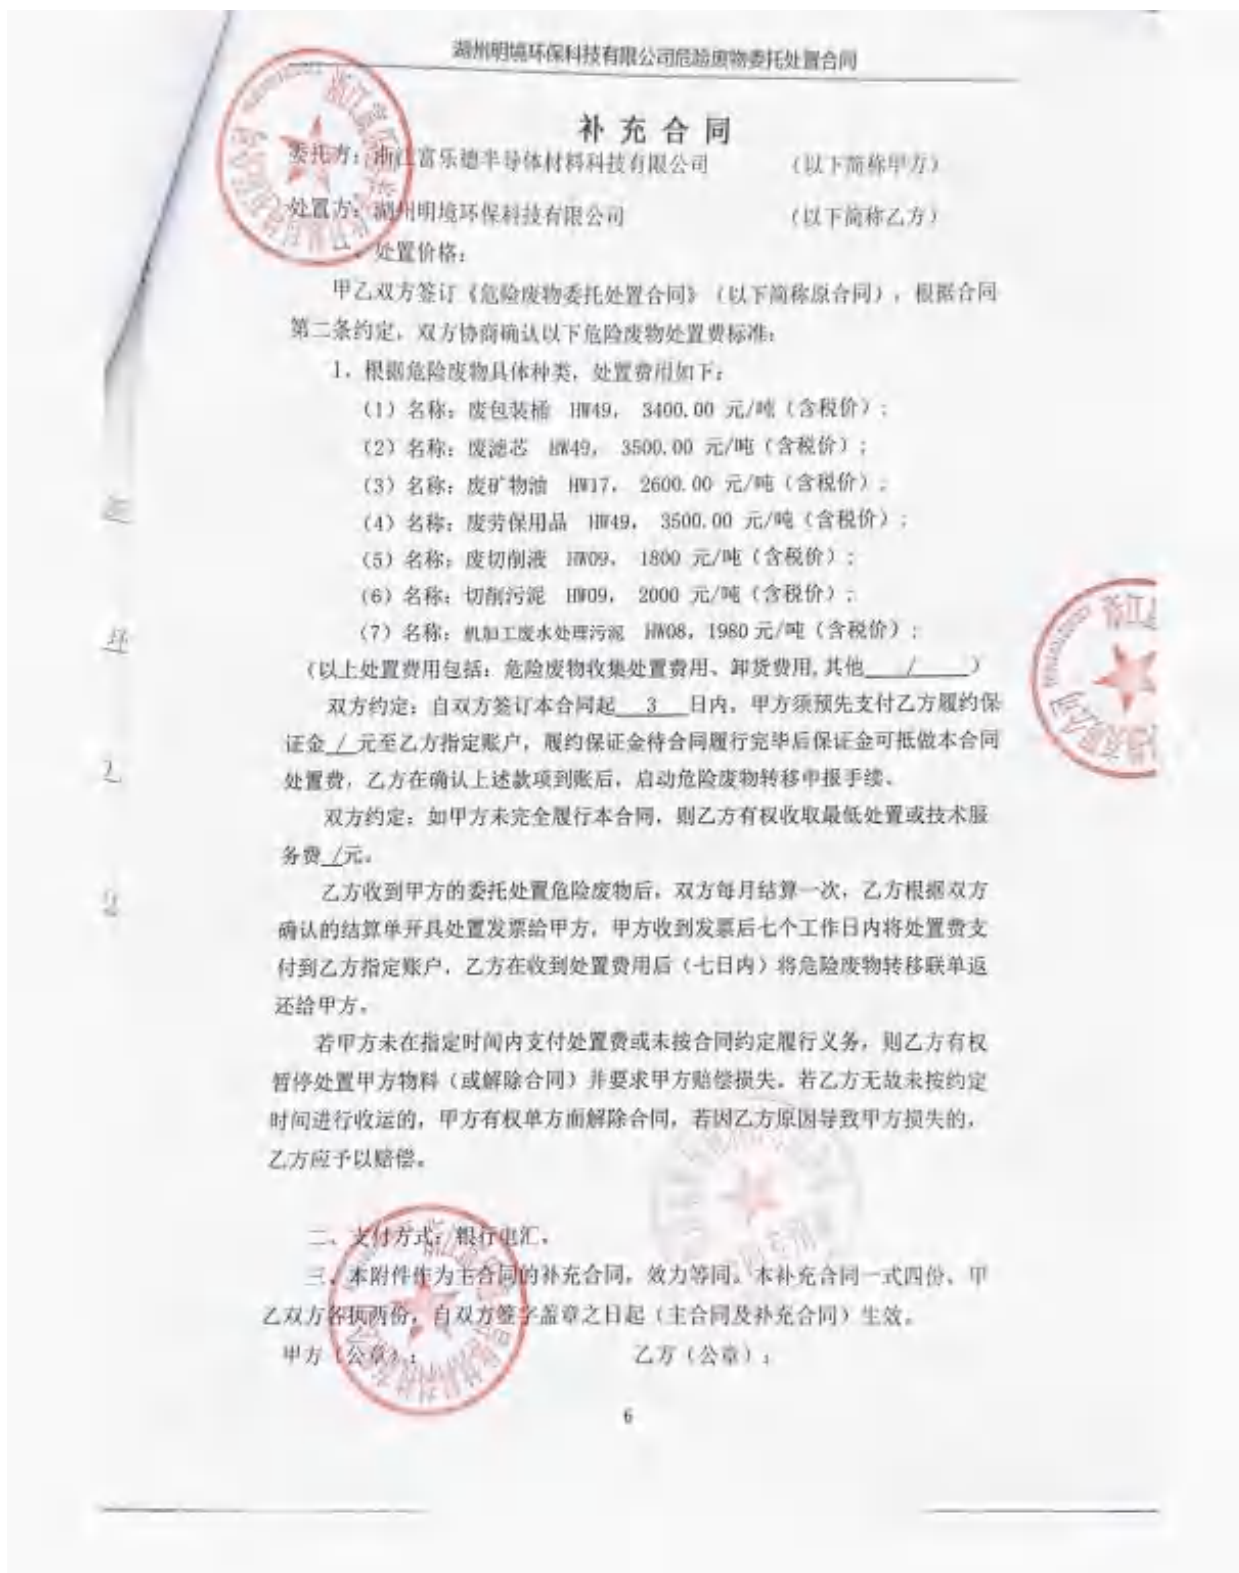 湖州明境环保科技有限公司危险废物委托处置合同
补充合同
委托方：浙江富乐德半导体材料科技有限公司 （以下简称甲方）
处置方：湖州明境环保科技有限公司 （以下简称乙方）
一、处置价格：
甲乙双方签订《危险废物委托处置合同》（以下简称原合同），根据合同
第二条约定，双方协商确认以下危险废物处置费标准：
1、根据危险废物具体种类，处置费用如下：
（1）名称：废包装桶 HW49， 3400.00 元/吨（含税价）；
（2）名称：废滤芯 HW49， 3500.00 元/吨（含税价）；
（3）名称：废矿物油 HW17， 2600.00 元/吨（含税价）；
（4）名称：废劳保用品 HW49， 3500.00 元/吨（含税价）；
（5）名称：废切削液 HW09， 1800 元/吨（含税价）；
（6）名称：切削污泥 HW09， 2000 元/吨（含税价）；
（7）名称：机加工废水处理污泥 HW08，1980元/吨（含税价）；
（以上处置费用包括：危险废物收集处置费用、卸货费用,其他 / ）
双方约定：自双方签订本合同起 3 日内，甲方须预先支付乙方履约保
证金 / 元至乙方指定账户，履约保证金待合同履行完毕后保证金可抵做本合同
处置费，乙方在确认上述款项到账后，启动危险废物转移申报手续、
双方约定：如甲方未完全履行本合同，则乙方有权收取最低处置或技术服
务费 /元。
乙方收到甲方的委托处置危险废物后，双方每月结算一次，乙方根据双方
确认的结算单开具处置发票给甲方，甲方收到发票后七个工作日内将处置费支
付到乙方指定账户，乙方在收到处置费用后（七日内）将危险废物转移联单返
还给甲方。
若甲方未在指定时间内支付处置费或未按合同约定履行义务，则乙方有权
暂停处置甲方物料（或解除合同）并要求甲方赔偿损失。若乙方无故未按约定
时间进行收运的，甲方有权单方面解除合同，若因乙方原因导致甲方损失的，
乙方应予以赔偿。
二、支付方式：银行电汇。
三、本附件作为主合同的补充合同，效力等同。本补充合同一式四份、甲
乙双方各执两份，自双方签字盖章之日起（主合同及补充合同）生效。
甲方（公章）： 乙方（公章）：
6